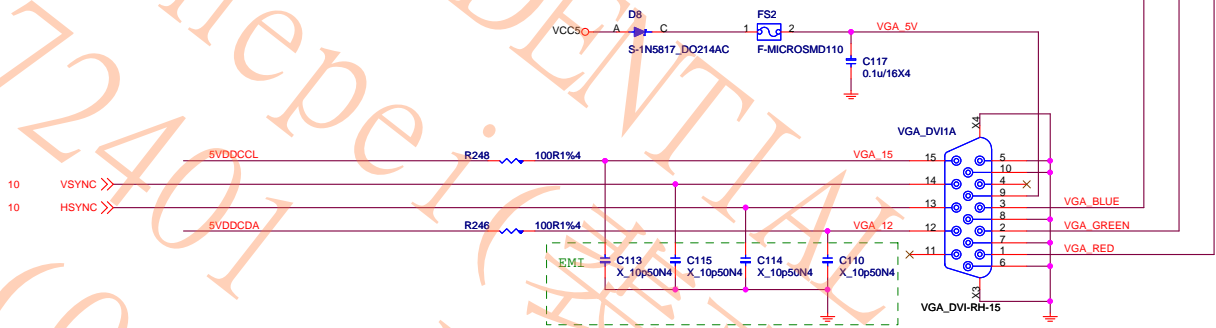 D8
FS2
VCC5
A
C
1
2
VGA_5V
S-1N5817_DO214AC
F-MICROSMD110
C117
0.1u/16X4
X4
VGA_DVI1A
5VDDCCL
R248
100R1%4
VGA_15
15
5
10
10
VSYNC
14
4
9
10
HSYNC
13
3
VGA_BLUE
8
5VDDCDA
R246
100R1%4
VGA_12
12
2
VGA_GREEN
7
11
1
VGA_RED
6
EMI
C113
X_10p50N4
C115
X_10p50N4
C114
X_10p50N4
C110
X_10p50N4
X3
VGA_DVI-RH-15
DENTIAL
hepei(
72401